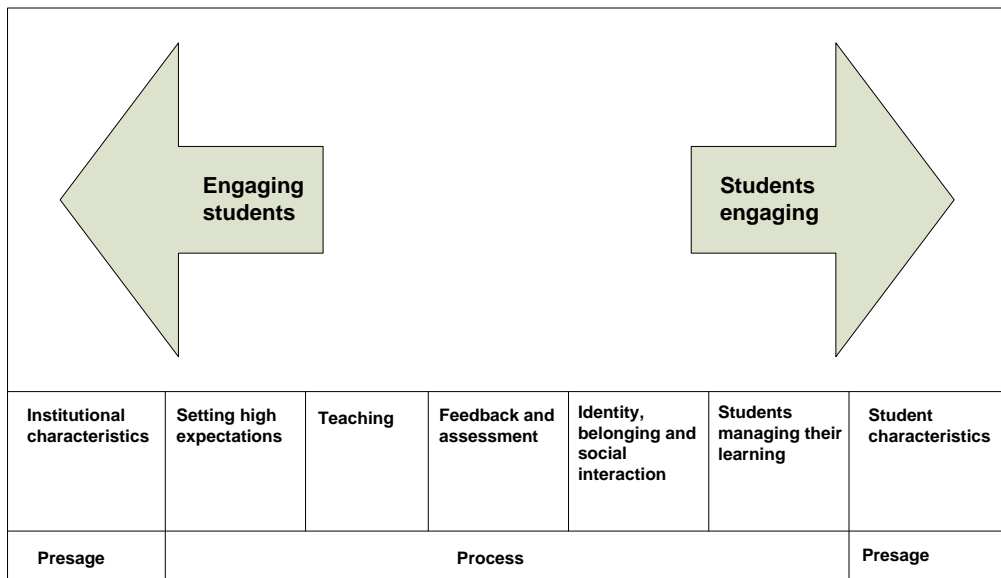 Engaging
students
Students
engaging
Institutional
characteristics
Setting high
expectations
Teaching
Feedback and
assessment
Identity,
belonging and
social
interaction
Students
managing their
learning
Student
characteristics
Presage
Process
Presage